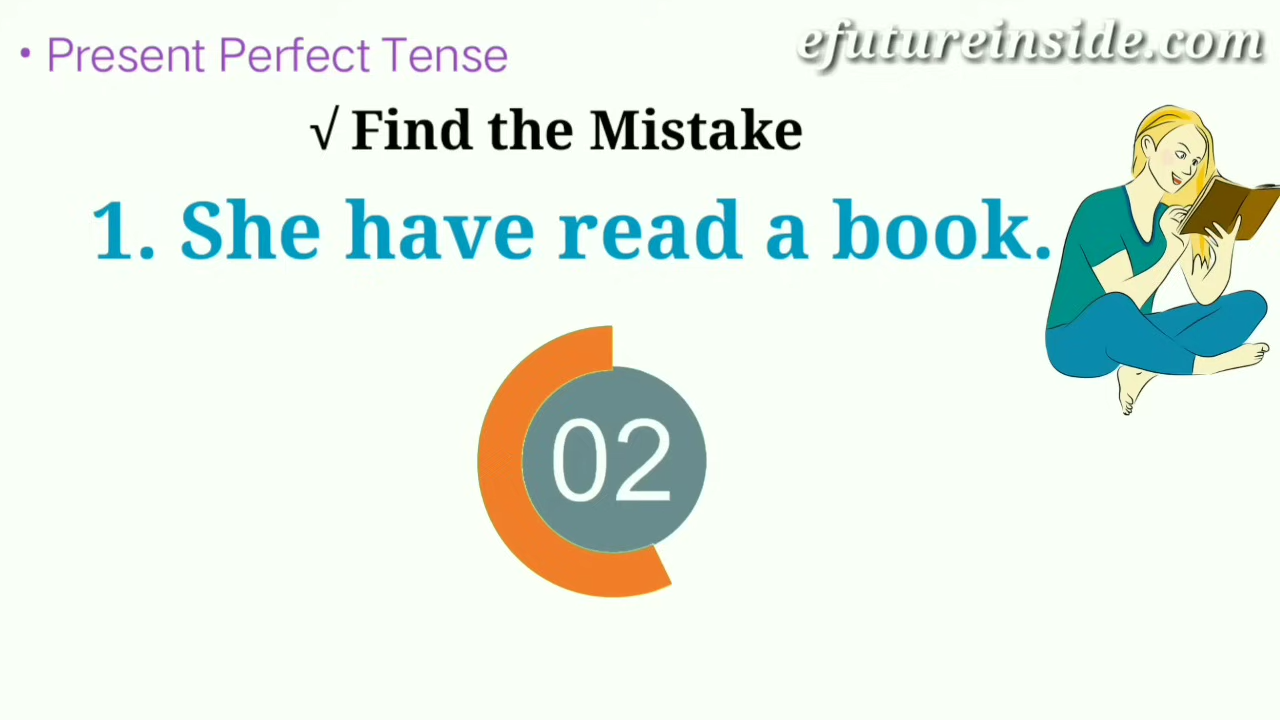 • Present Perfect Tense
efutureinside.com
√ Find the Mistake
1. She have read a book.
02